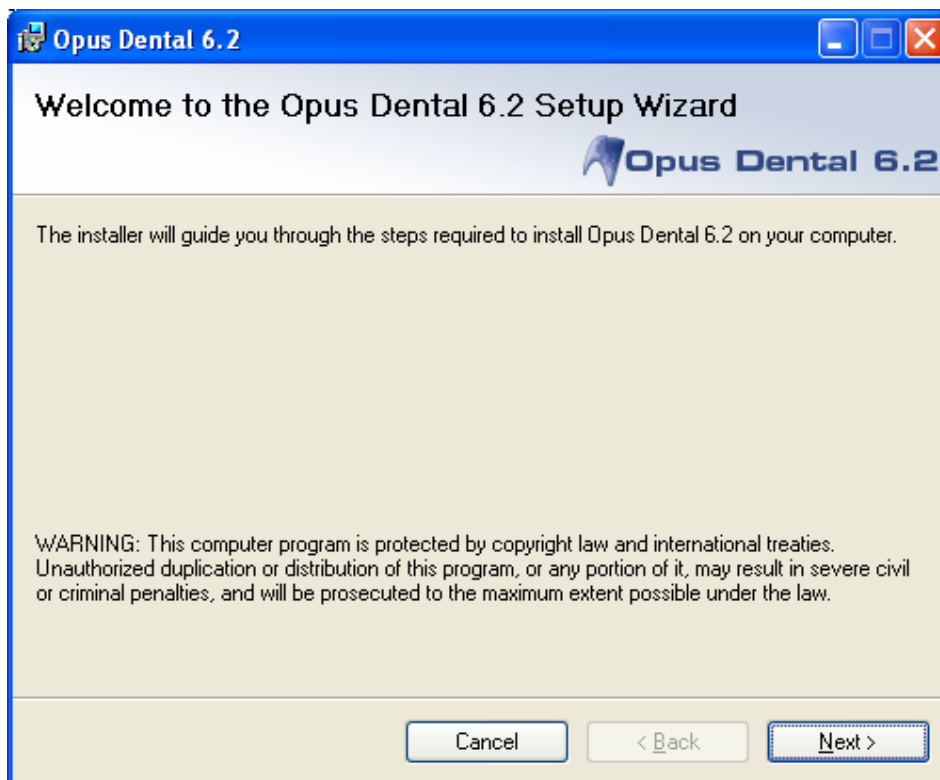 Opus Dental 6.2
Welcome to the Opus Dental 6.2 Setup Wizard
Opus Dental 6.2
The installer will guide you through the steps required to install Opus Dental 6.2 on your computer.
WARNING: This computer program is protected by copyright law and international treaties.
Unauthorized duplication or distribution of this program, or any portion of it, may result in severe civil
or criminal penalties, and will be prosecuted to the maximum extent possible under the law.
Cancel < Back Next >